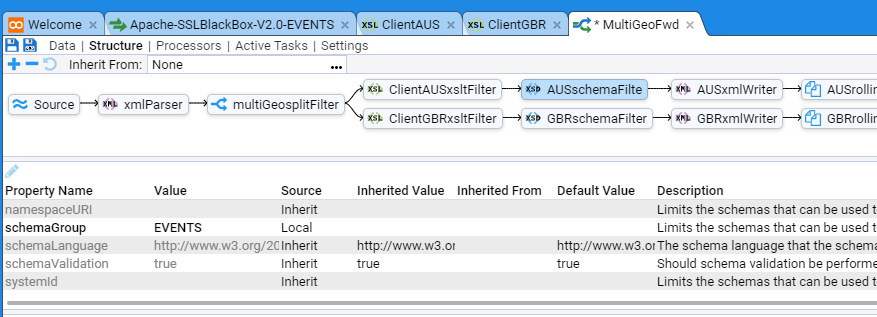 Welcome × Apache-SSLBlackBox-V2.0-EVENTS × ClientAUS × ClientGBR × * MultiGeoFwd ×
Data | Structure | Processors | Active Tasks | Settings
Inherit From: None ...
ClientAUSxsltFilter AUSschemaFilte AUSxmlWriter AUSrollin
Source xmlParser multiGeosplitFilter
ClientGBRxsltFilter GBRschemaFilter GBRxmlWriter GBRrollin
Property Name Value Source Inherited Value Inherited From Default Value Description
namespaceURI Inherit Limits the schemas that can be used t
schemaGroup EVENTS Local Limits the schemas that can be used t
schemaLanguage http://www.w3.org/20 Inherit http://www.w3.or http://www.w3.o The schema language that the schema
schemaValidation true Inherit true true Should schema validation be performe
systemId Inherit Limits the schemas that can be used t